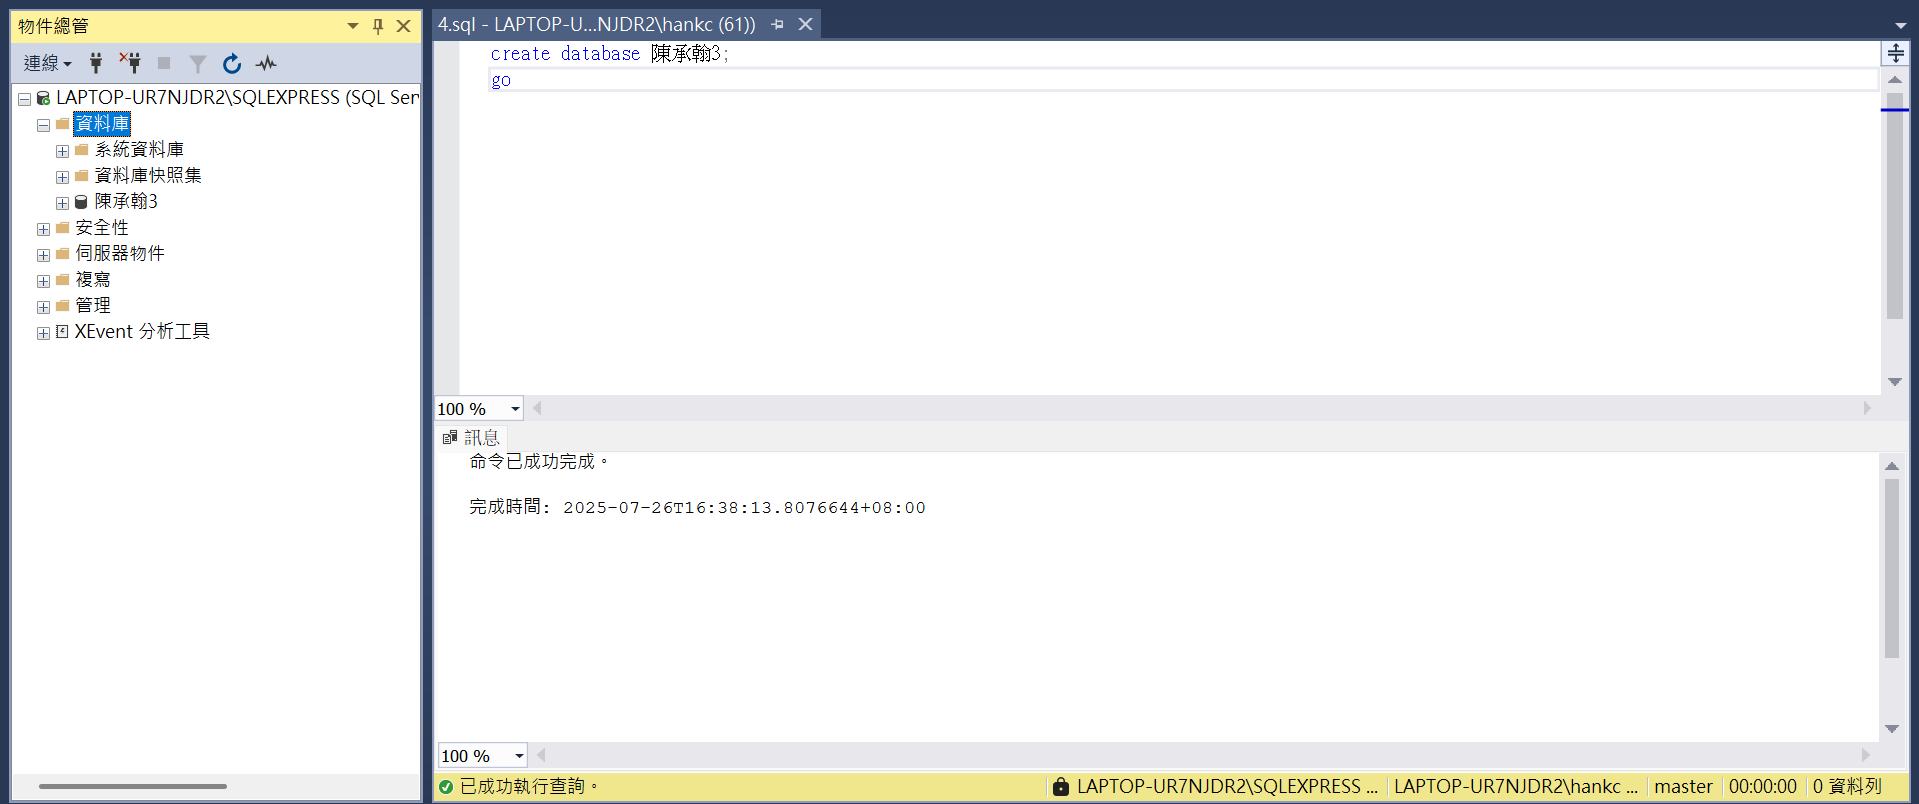 物件總管
連線
LAPTOP-UR7NJDR2\SQLEXPRESS (SQL Ser
資料庫
系統資料庫
資料庫快照集
陳承翰3
安全性
伺服器物件
複寫
管理
XEvent 分析工具
4.sql - LAPTOP-U...NJDR2\hankc (61))
create database 陳承翰3;
go
100 %
訊息
命令已成功完成。
完成時間: 2025-07-26T16:38:13.8076644+08:00
100 %
已成功執行查詢。 LAPTOP-UR7NJDR2\SQLEXPRESS ... LAPTOP-UR7NJDR2\hankc ... master 00:00:00 0 資料列